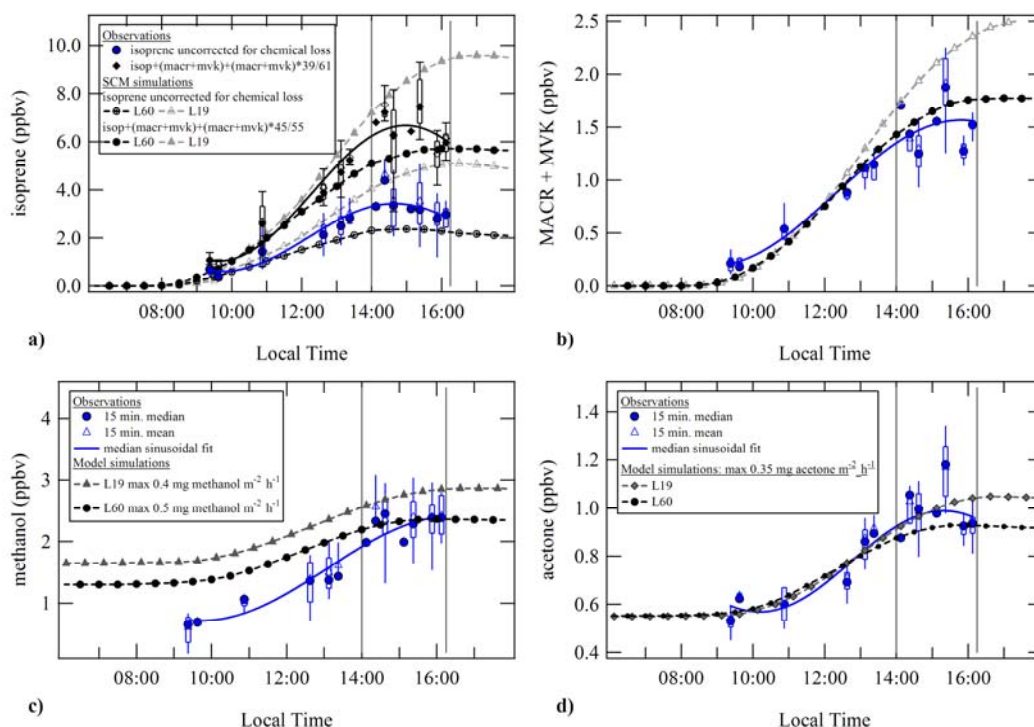 10.0
8.0
6.0
4.0
2.0
0.0
isoprene (ppbv)
Observations
isoprene uncorrected for chemical loss
isop+(macr+mvk)+(macr+mvk)*39/61
SCM simulations
isoprene uncorrected for chemical loss
L60 L19
isop+(macr+mvk)+(macr+mvk)*45/55
L60 L19
08:00 10:00 12:00 14:00 16:00
a) Local Time
2.5
2.0
1.5
1.0
0.5
0.0
MACR + MVK (ppbv)
08:00 10:00 12:00 14:00 16:00
b) Local Time
4
3
2
1
methanol (ppbv)
Observations
15 min. median
15 min. mean
median sinusoidal fit
Model simulations
L19 max 0.4 mg methanol m⁻² h⁻¹
L60 max 0.5 mg methanol m⁻² h⁻¹
08:00 10:00 12:00 14:00 16:00
c) Local Time
1.4
1.2
1.0
0.8
0.6
0.4
acetone (ppbv)
Observations
15 min. median
15 min. mean
median sinusoidal fit
Model simulations: max 0.35 mg acetone m⁻² h⁻¹
L19
L60
08:00 10:00 12:00 14:00 16:00
d) Local Time